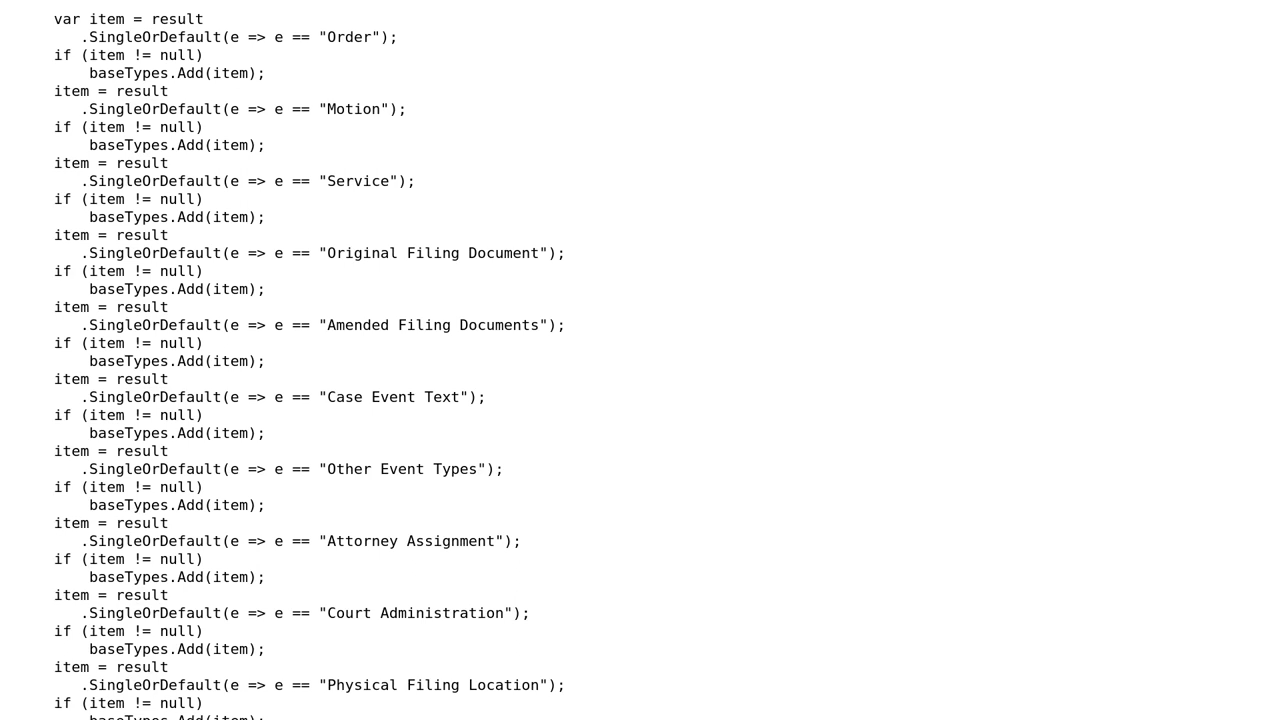 var item = result
   .SingleOrDefault(e => e == "Order");
if (item != null)
    baseTypes.Add(item);
item = result
   .SingleOrDefault(e => e == "Motion");
if (item != null)
    baseTypes.Add(item);
item = result
   .SingleOrDefault(e => e == "Service");
if (item != null)
    baseTypes.Add(item);
item = result
   .SingleOrDefault(e => e == "Original Filing Document");
if (item != null)
    baseTypes.Add(item);
item = result
   .SingleOrDefault(e => e == "Amended Filing Documents");
if (item != null)
    baseTypes.Add(item);
item = result
   .SingleOrDefault(e => e == "Case Event Text");
if (item != null)
    baseTypes.Add(item);
item = result
   .SingleOrDefault(e => e == "Other Event Types");
if (item != null)
    baseTypes.Add(item);
item = result
   .SingleOrDefault(e => e == "Attorney Assignment");
if (item != null)
    baseTypes.Add(item);
item = result
   .SingleOrDefault(e => e == "Court Administration");
if (item != null)
    baseTypes.Add(item);
item = result
   .SingleOrDefault(e => e == "Physical Filing Location");
if (item != null)
    baseTypes.Add(item);